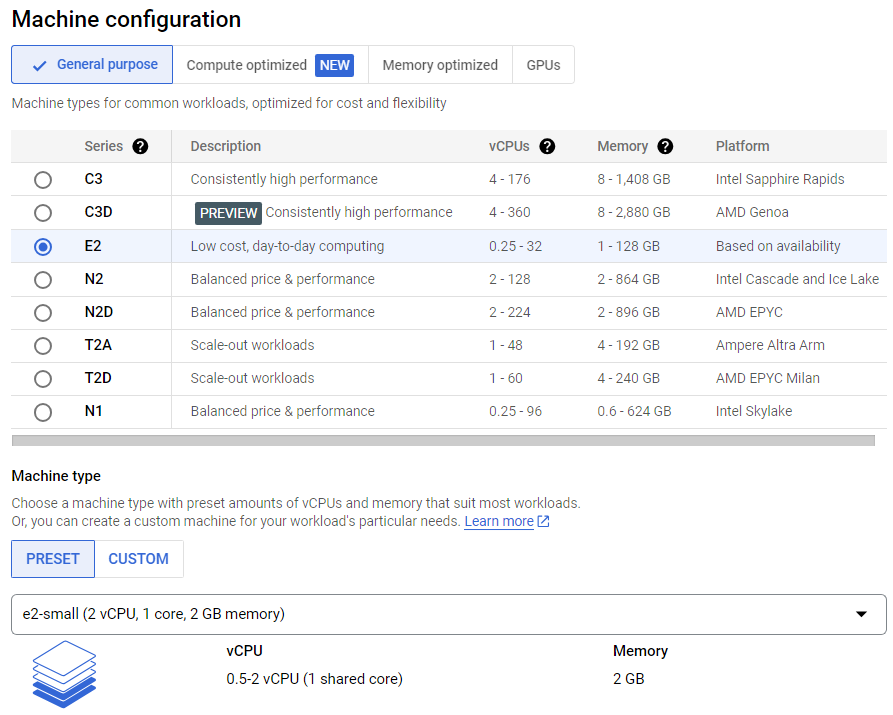 Machine configuration
General purpose Compute optimized NEW Memory optimized GPUs
Machine types for common workloads, optimized for cost and flexibility
Series ? Description vCPUs ? Memory ? Platform
C3 Consistently high performance 4 - 176 8 - 1,408 GB Intel Sapphire Rapids
C3D PREVIEW Consistently high performance 4 - 360 8 - 2,880 GB AMD Genoa
E2 Low cost, day-to-day computing 0.25 - 32 1 - 128 GB Based on availability
N2 Balanced price & performance 2 - 128 2 - 864 GB Intel Cascade and Ice Lake
N2D Balanced price & performance 2 - 224 2 - 896 GB AMD EPYC
T2A Scale-out workloads 1 - 48 4 - 192 GB Ampere Altra Arm
T2D Scale-out workloads 1 - 60 4 - 240 GB AMD EPYC Milan
N1 Balanced price & performance 0.25 - 96 0.6 - 624 GB Intel Skylake
Machine type
Choose a machine type with preset amounts of vCPUs and memory that suit most workloads.
Or, you can create a custom machine for your workload's particular needs. Learn more
PRESET CUSTOM
e2-small (2 vCPU, 1 core, 2 GB memory)
vCPU Memory
0.5-2 vCPU (1 shared core) 2 GB